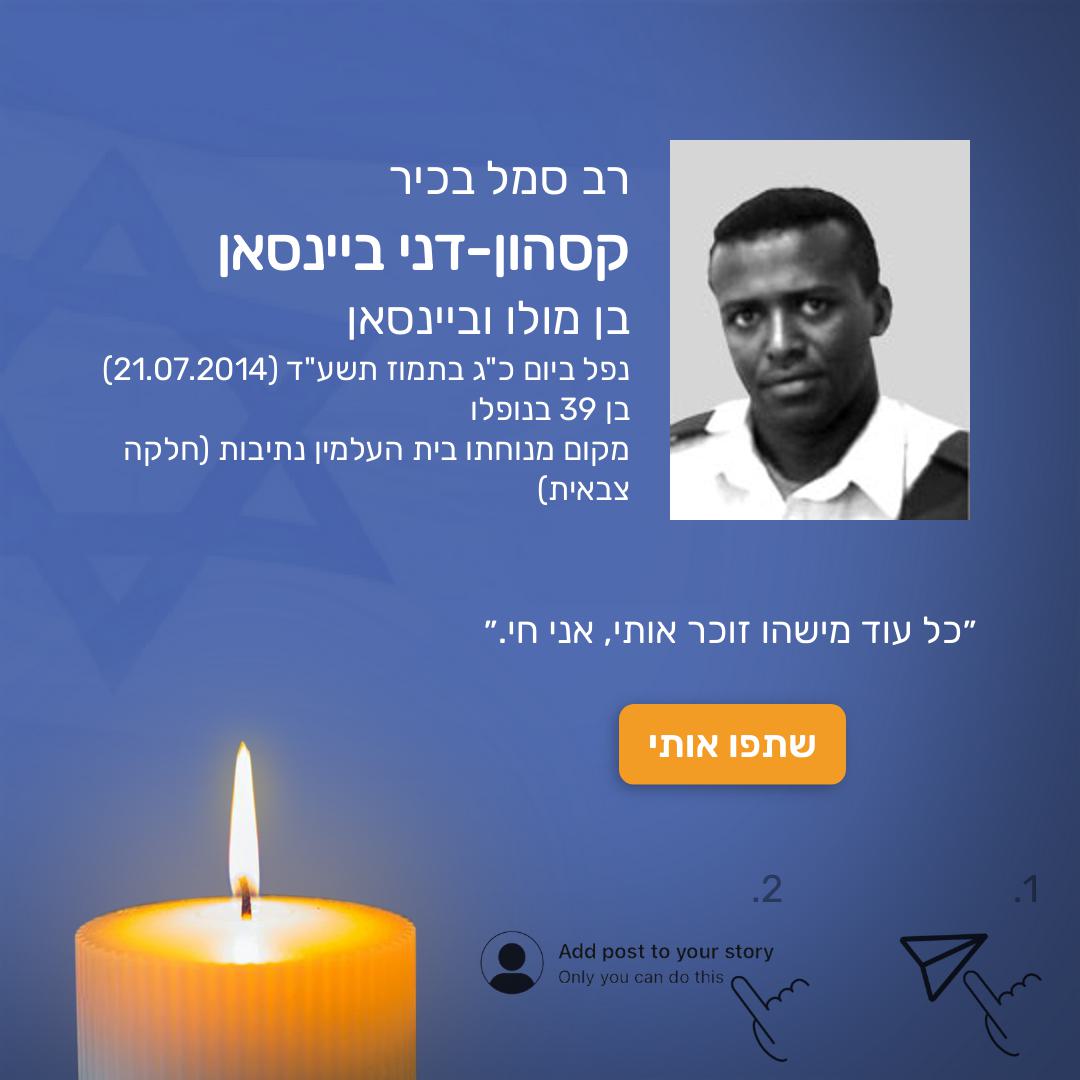 רב סמל בכיר
קסהון-דני ביינסאן
בן מולו וביינסאן
נפל ביום כ"ג בתמוז תשע"ד (21.07.2014)
בן 39 בנופלו
מקום מנוחתו בית העלמין נתיבות (חלקה
צבאית)
״כל עוד מישהו זוכר אותי, אני חי.״
שתפו אותי
.1
.2
Add post to your story
Only you can do this